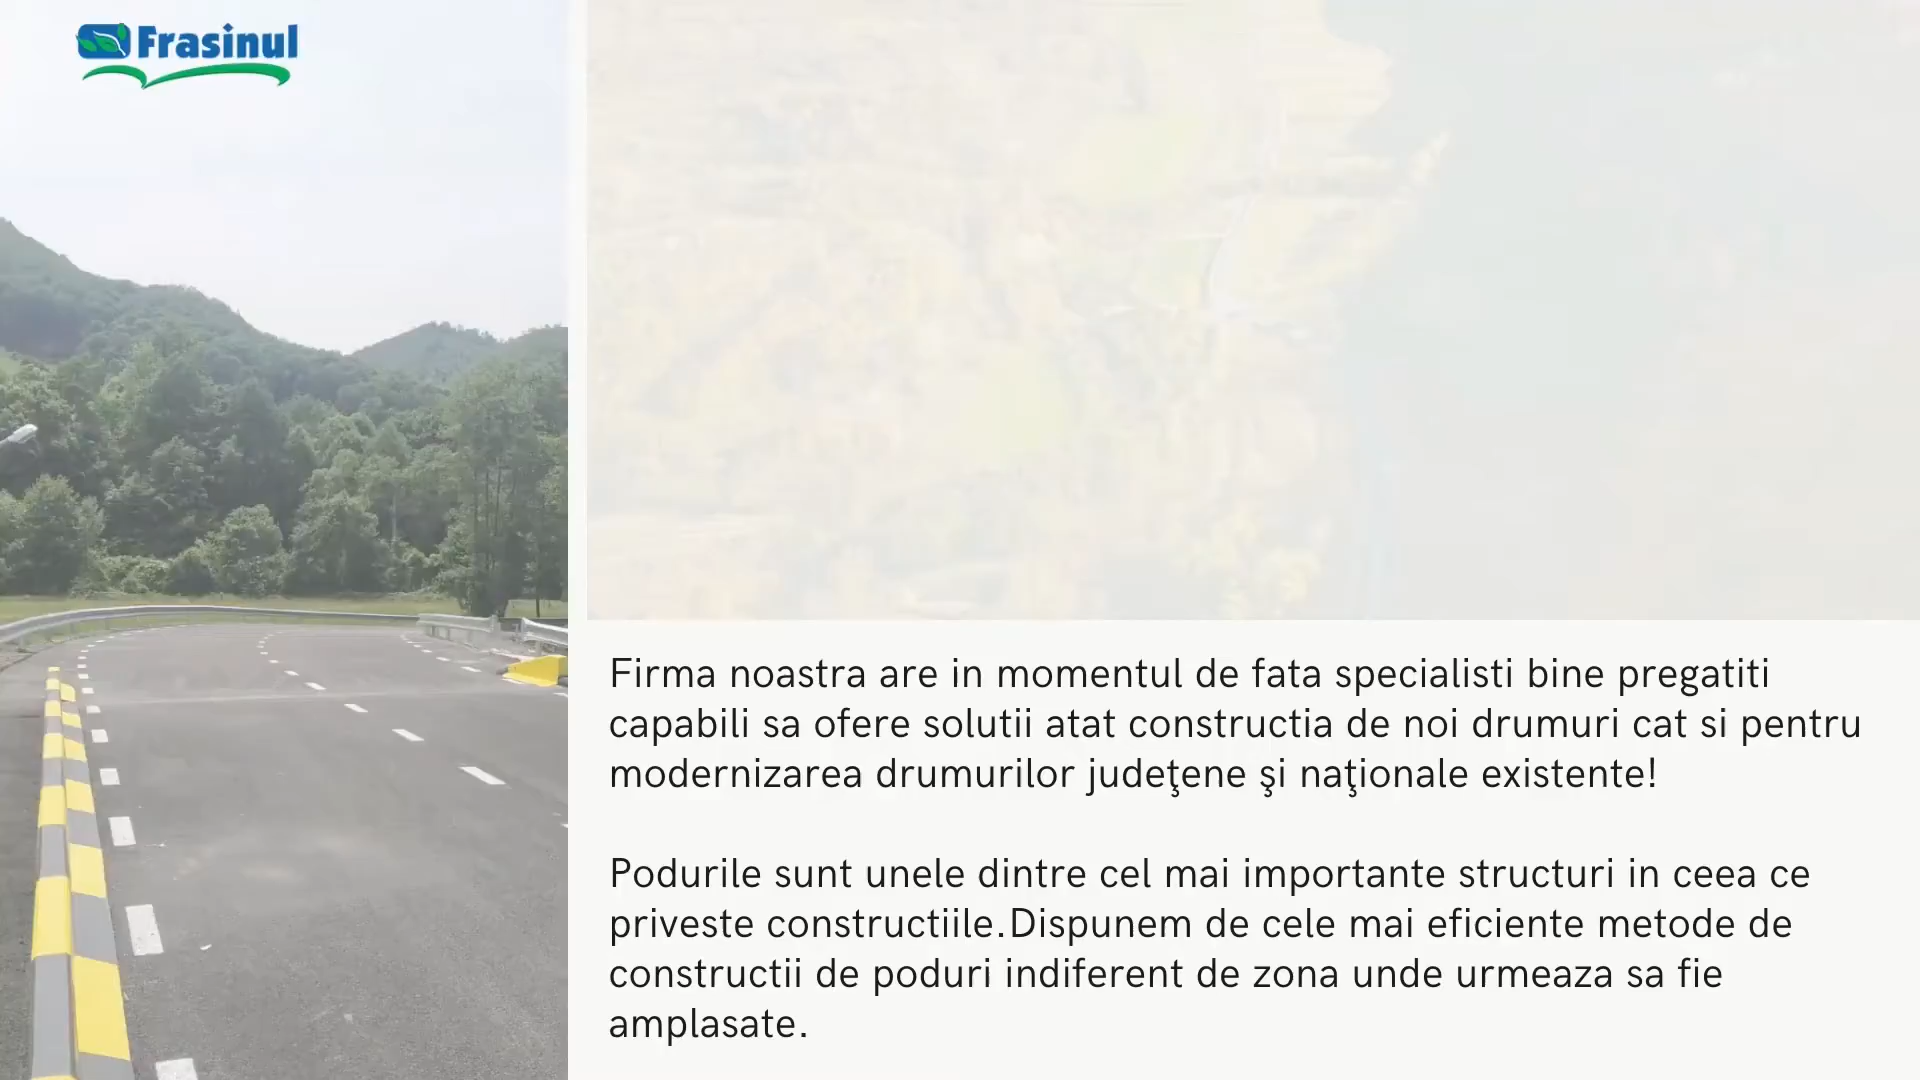 Frasinul
Firma noastra are in momentul de fata specialisti bine pregatiti
capabili sa ofere solutii atat constructia de noi drumuri cat si pentru
modernizarea drumurilor judeţene şi naţionale existente!
Podurile sunt unele dintre cel mai importante structuri in ceea ce
priveste constructiile.Dispunem de cele mai eficiente metode de
constructii de poduri indiferent de zona unde urmeaza sa fie
amplasate.